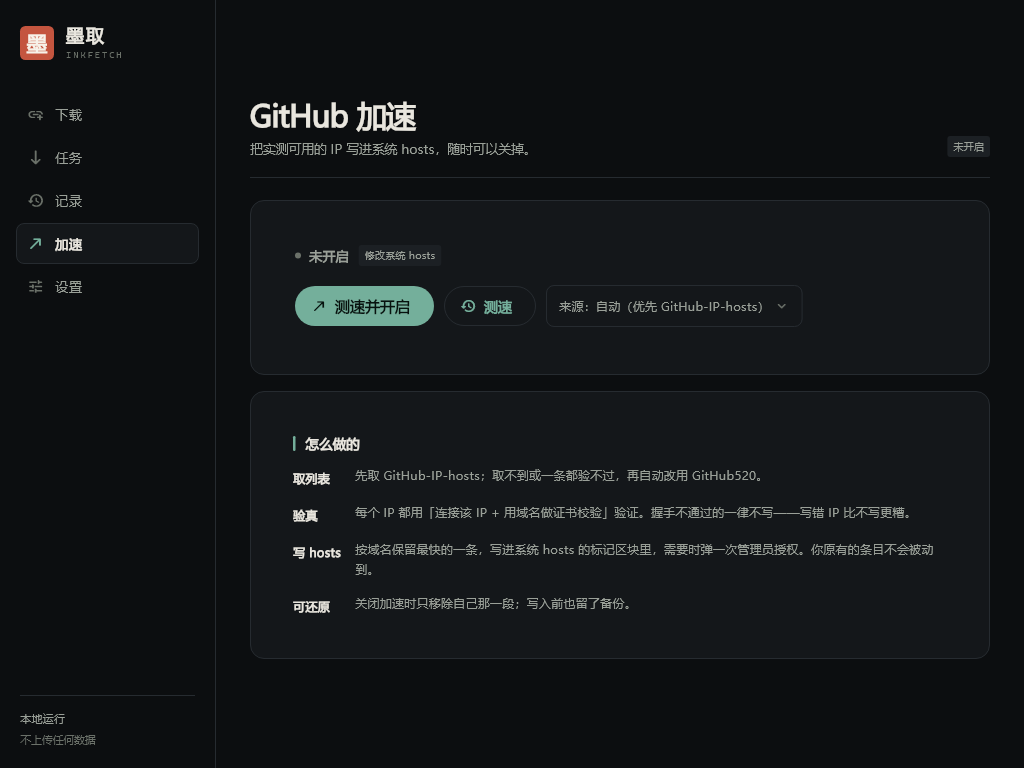 墨
墨取
INKFETCH
下载
任务
记录
加速
设置
本地运行
不上传任何数据
GitHub 加速
把实测可用的 IP 写进系统 hosts，随时可以关掉。
未开启
未开启
修改系统 hosts
测速并开启
测速
来源：自动（优先 GitHub-IP-hosts）
怎么做的
取列表
先取 GitHub-IP-hosts；取不到或一条都验不过，再自动改用 GitHub520。
验真
每个 IP 都用「连接该 IP + 用域名做证书校验」验证。握手不通过的一律不写——写错 IP 比不写更糟。
写 hosts
按域名保留最快的一条，写进系统 hosts 的标记区块里，需要时弹一次管理员授权。你原有的条目不会被动
到。
可还原
关闭加速时只移除自己那一段；写入前也留了备份。